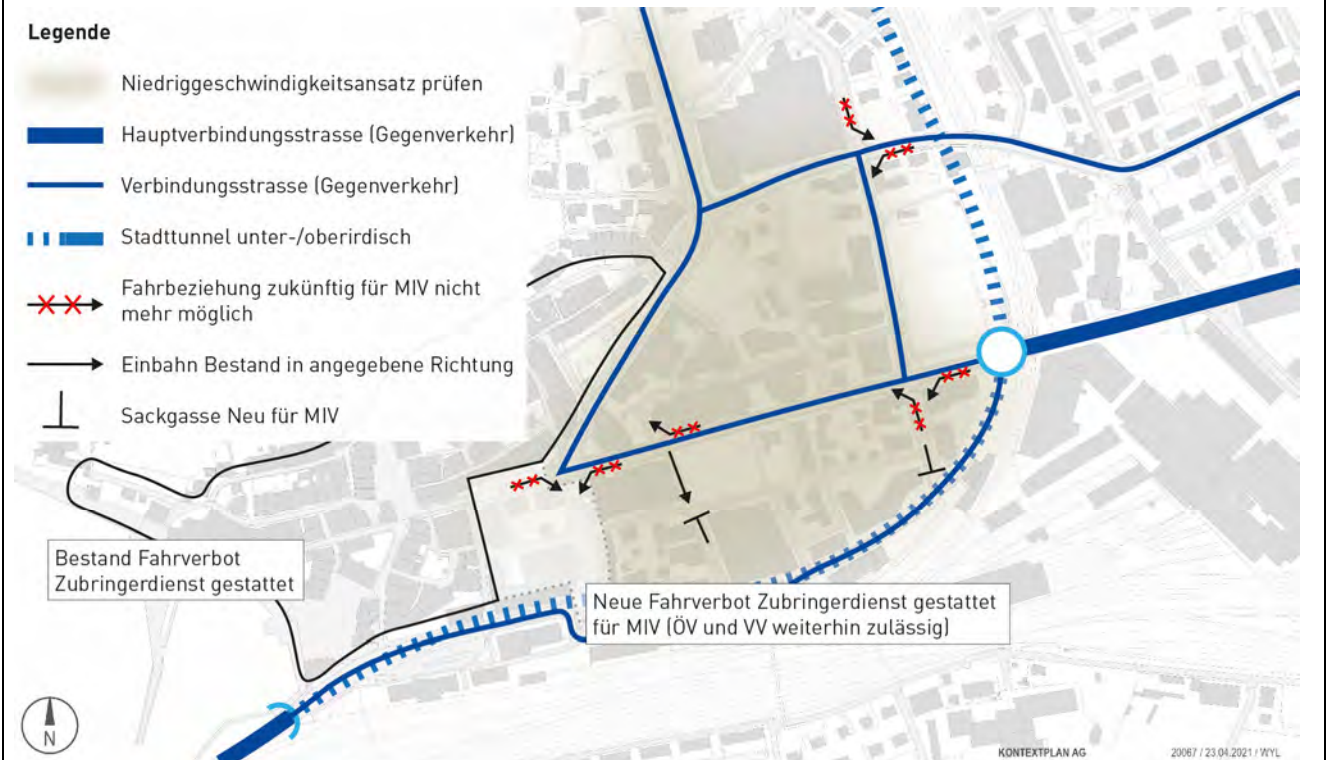 Legende
Niedriggeschwindigkeitsansatz prüfen
Hauptverbindungsstrasse (Gegenverkehr)
Verbindungsstrasse (Gegenverkehr)
Stadttunnel unter-/oberirdisch
Fahrbeziehung zukünftig für MIV nicht
mehr möglich
Einbahn Bestand in angegebene Richtung
Sackgasse Neu für MIV
Bestand Fahrverbot
Zubringerdienst gestattet
Neue Fahrverbot Zubringerdienst gestattet
für MIV (ÖV und VV weiterhin zulässig)
N
KONTEXTPLAN AG
20067 / 23.04.2021 / WYL